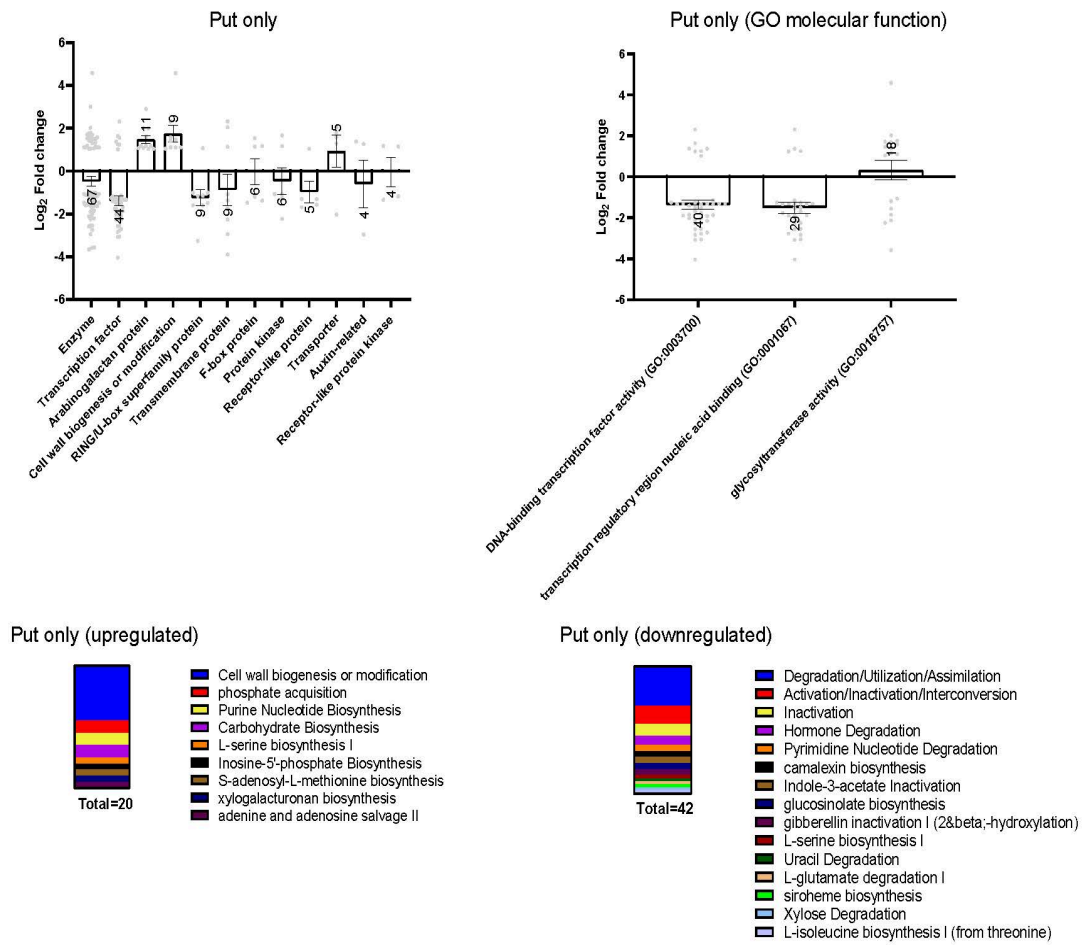 Put only
Put only (GO molecular function)
6
4
2
0
-2
-4
-6
Log2 Fold change
67
44
11
19
9
9
6
6
5
5
4
4
Enzyme
Transcription factor
Arabinogalactan protein
Cell wall biogenesis or modification
RING/U-box superfamily protein
Transmembrane protein
F-box protein
Protein kinase
Receptor-like protein
Transporter
Auxin-related
Receptor-like protein kinase
6
4
2
0
-2
-4
-6
Log2 Fold change
40
29
18
DNA-binding transcription factor activity (GO:0003700)
transcription regulatory region nucleic acid binding (GO:0001067)
glycosyltransferase activity (GO:0016757)
Put only (upregulated)
Total=20
Cell wall biogenesis or modification
phosphate acquisition
Purine Nucleotide Biosynthesis
Carbohydrate Biosynthesis
L-serine biosynthesis I
Inosine-5'-phosphate Biosynthesis
S-adenosyl-L-methionine biosynthesis
xylogalacturonan biosynthesis
adenine and adenosine salvage II
Put only (downregulated)
Total=42
Degradation/Utilization/Assimilation
Activation/Inactivation/Interconversion
Inactivation
Hormone Degradation
Pyrimidine Nucleotide Degradation
camalexin biosynthesis
Indole-3-acetate Inactivation
glucosinolate biosynthesis
gibberellin inactivation I (2&beta;-hydroxylation)
L-serine biosynthesis I
Uracil Degradation
L-glutamate degradation I
siroheme biosynthesis
Xylose Degradation
L-isoleucine biosynthesis I (from threonine)